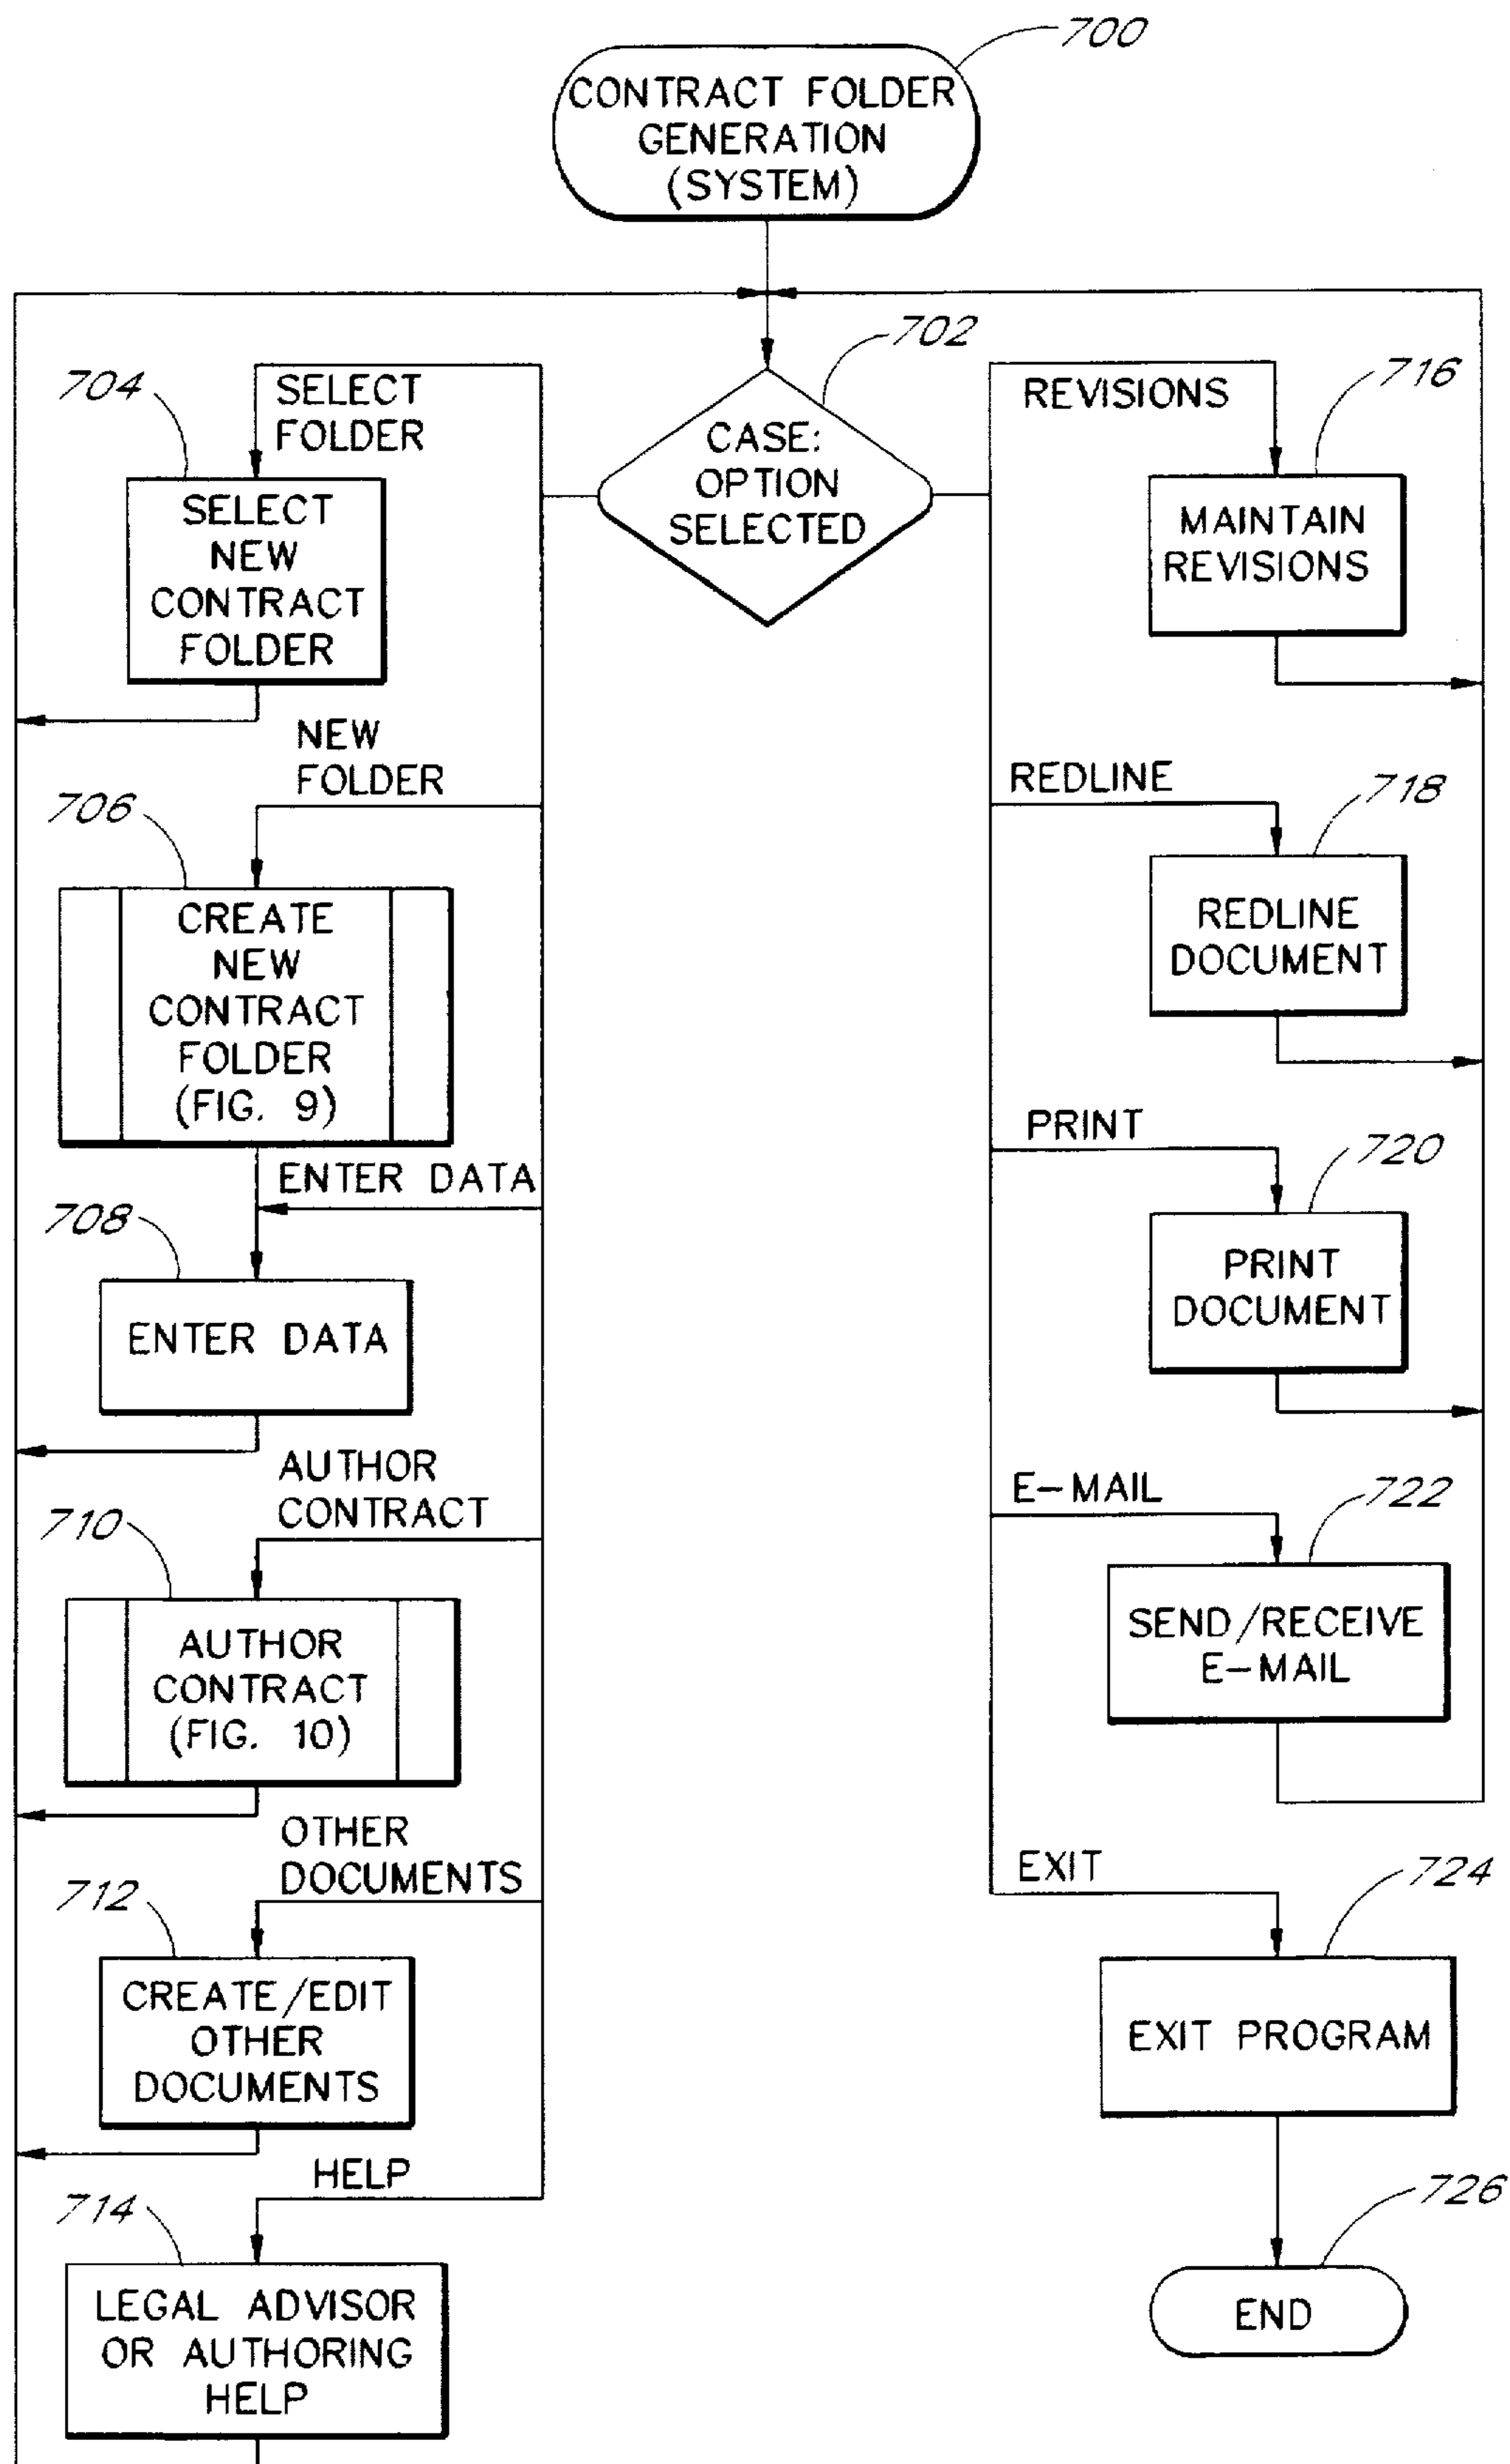 700
CONTRACT FOLDER
GENERATION
(SYSTEM)
702
CASE:
OPTION
SELECTED
SELECT
FOLDER
704
SELECT
NEW
CONTRACT
FOLDER
NEW
FOLDER
706
CREATE
NEW
CONTRACT
FOLDER
(FIG. 9)
ENTER DATA
708
ENTER DATA
AUTHOR
CONTRACT
710
AUTHOR
CONTRACT
(FIG. 10)
OTHER
DOCUMENTS
712
CREATE/EDIT
OTHER
DOCUMENTS
HELP
714
LEGAL ADVISOR
OR AUTHORING
HELP
REVISIONS
716
MAINTAIN
REVISIONS
REDLINE
718
REDLINE
DOCUMENT
PRINT
720
PRINT
DOCUMENT
E-MAIL
722
SEND/RECEIVE
E-MAIL
EXIT
724
EXIT PROGRAM
726
END